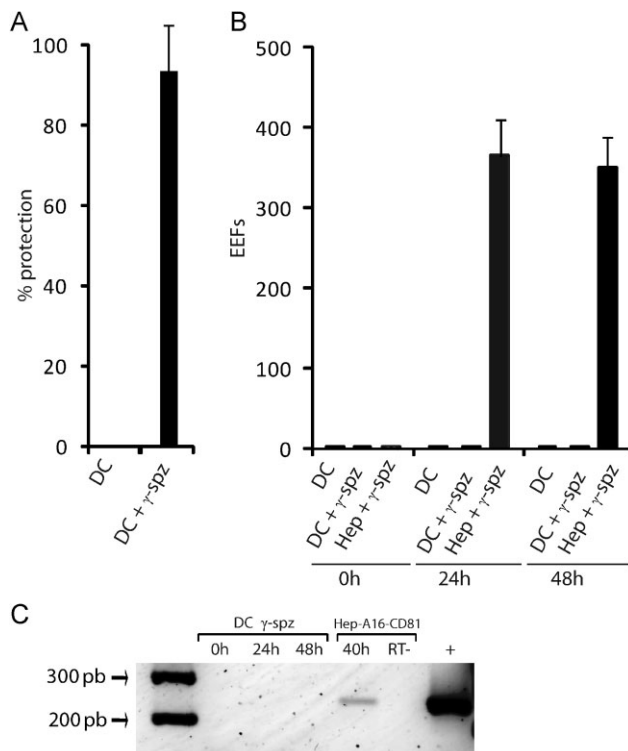 A
% protection
100
80
60
40
20
0
DC
DC + γ-spz
B
EEFs
500
400
300
200
100
0
DC
DC + γ-spz
Hep + γ-spz
DC
DC + γ-spz
Hep + γ-spz
DC
DC + γ-spz
Hep + γ-spz
0h
24h
48h
C
DC γ-spz
Hep-A16-CD81
0h 24h 48h 40h RT- +
300 pb
200 pb